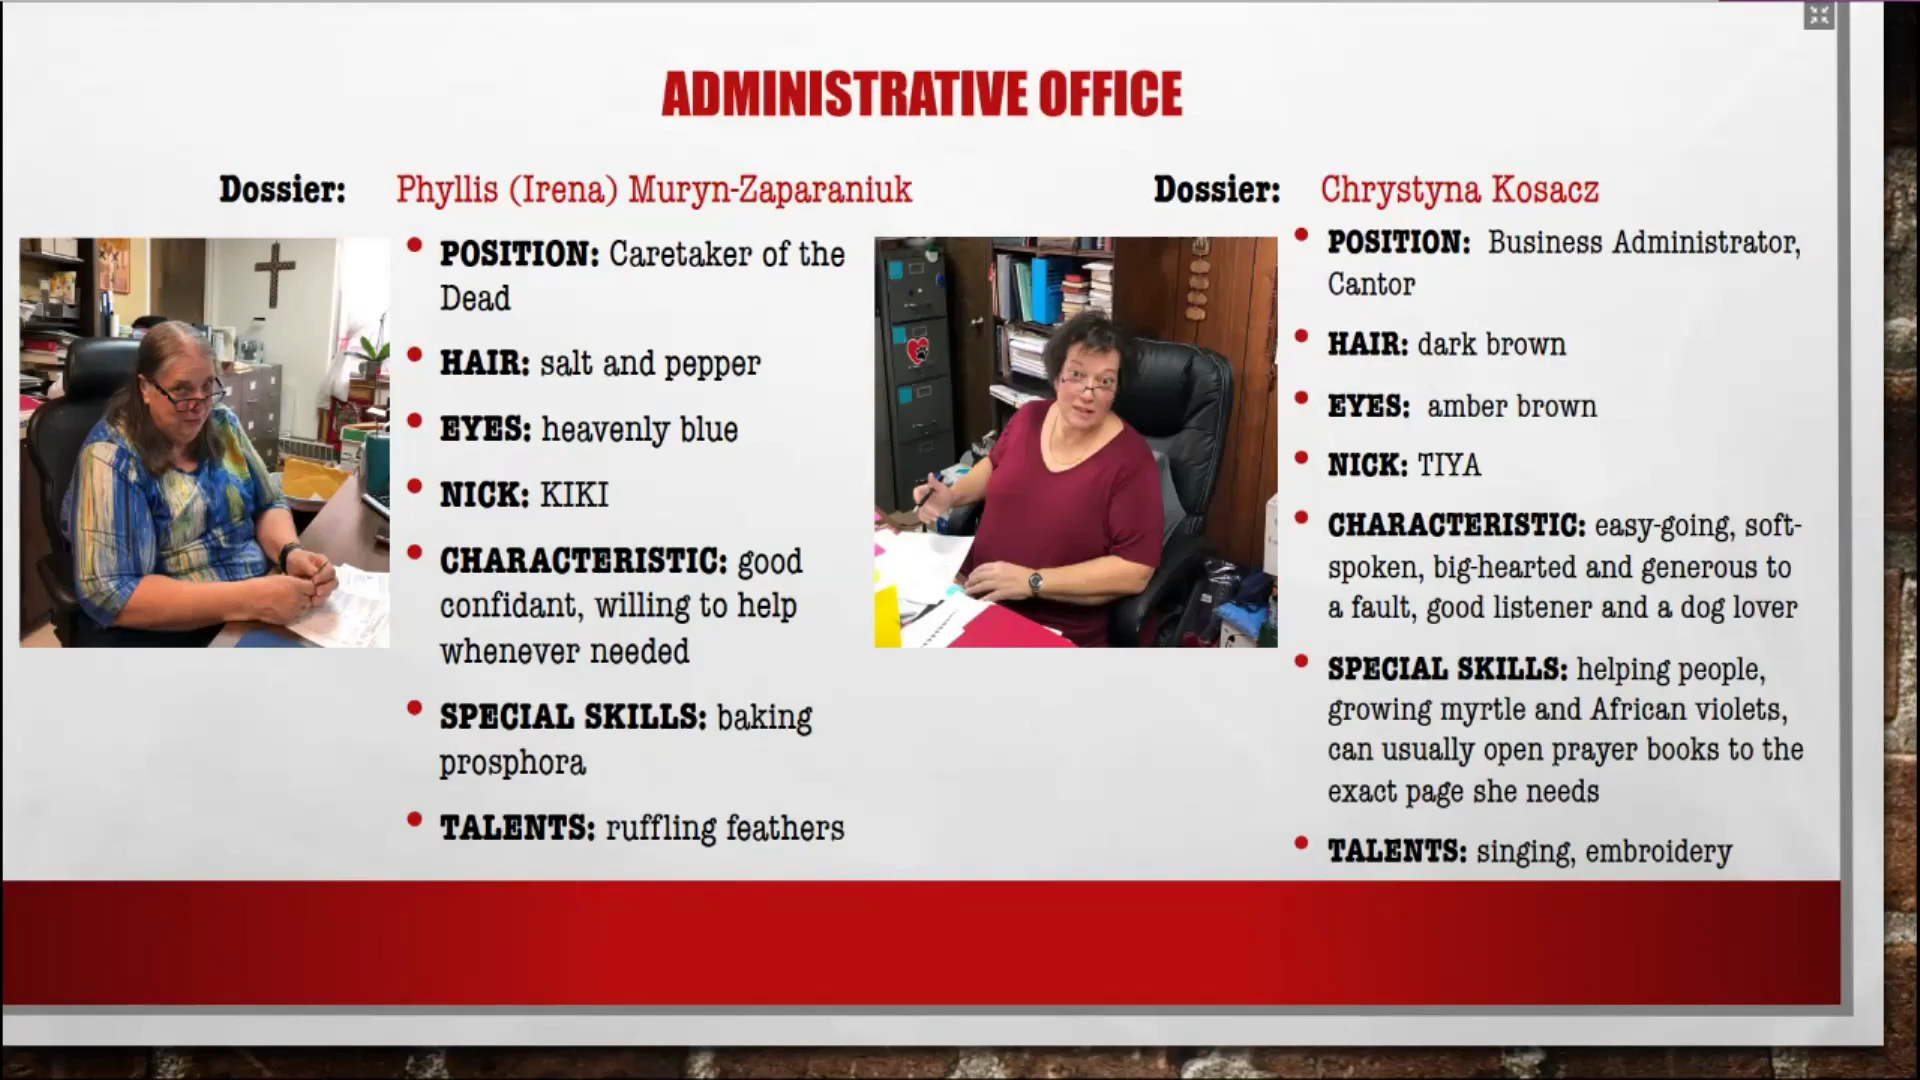 ADMINISTRATIVE OFFICE
Dossier: Phyllis (Irena) Muryn-Zaparaniuk
POSITION: Caretaker of the
Dead
HAIR: salt and pepper
EYES: heavenly blue
NICK: KIKI
CHARACTERISTIC: good
confidant, willing to help
whenever needed
SPECIAL SKILLS: baking
prosphora
TALENTS: ruffling feathers
Dossier: Chrystyna Kosacz
POSITION: Business Administrator,
Cantor
HAIR: dark brown
EYES: amber brown
NICK: TIYA
CHARACTERISTIC: easy-going, soft-
spoken, big-hearted and generous to
a fault, good listener and a dog lover
SPECIAL SKILLS: helping people,
growing myrtle and African violets,
can usually open prayer books to the
exact page she needs
TALENTS: singing, embroidery